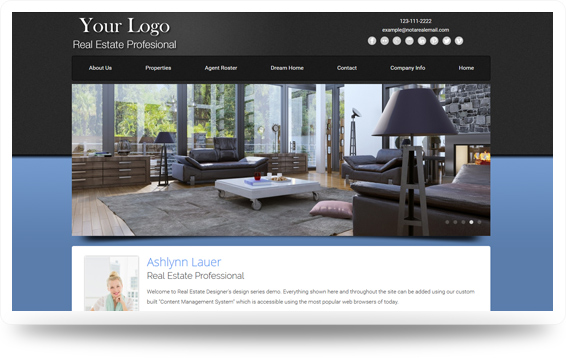 Your Logo
Real Estate Profesional
123-111-2222
example@notarealemail.com
About Us Properties Agent Roster Dream Home Contact Company Info Home
Ashlynn Lauer
Real Estate Professional
Welcome to Real Estate Designer's design series demo. Everything shown here and throughout the site can be added using our custom
built "Content Management System" which is accessible using the most popular web browsers of today.